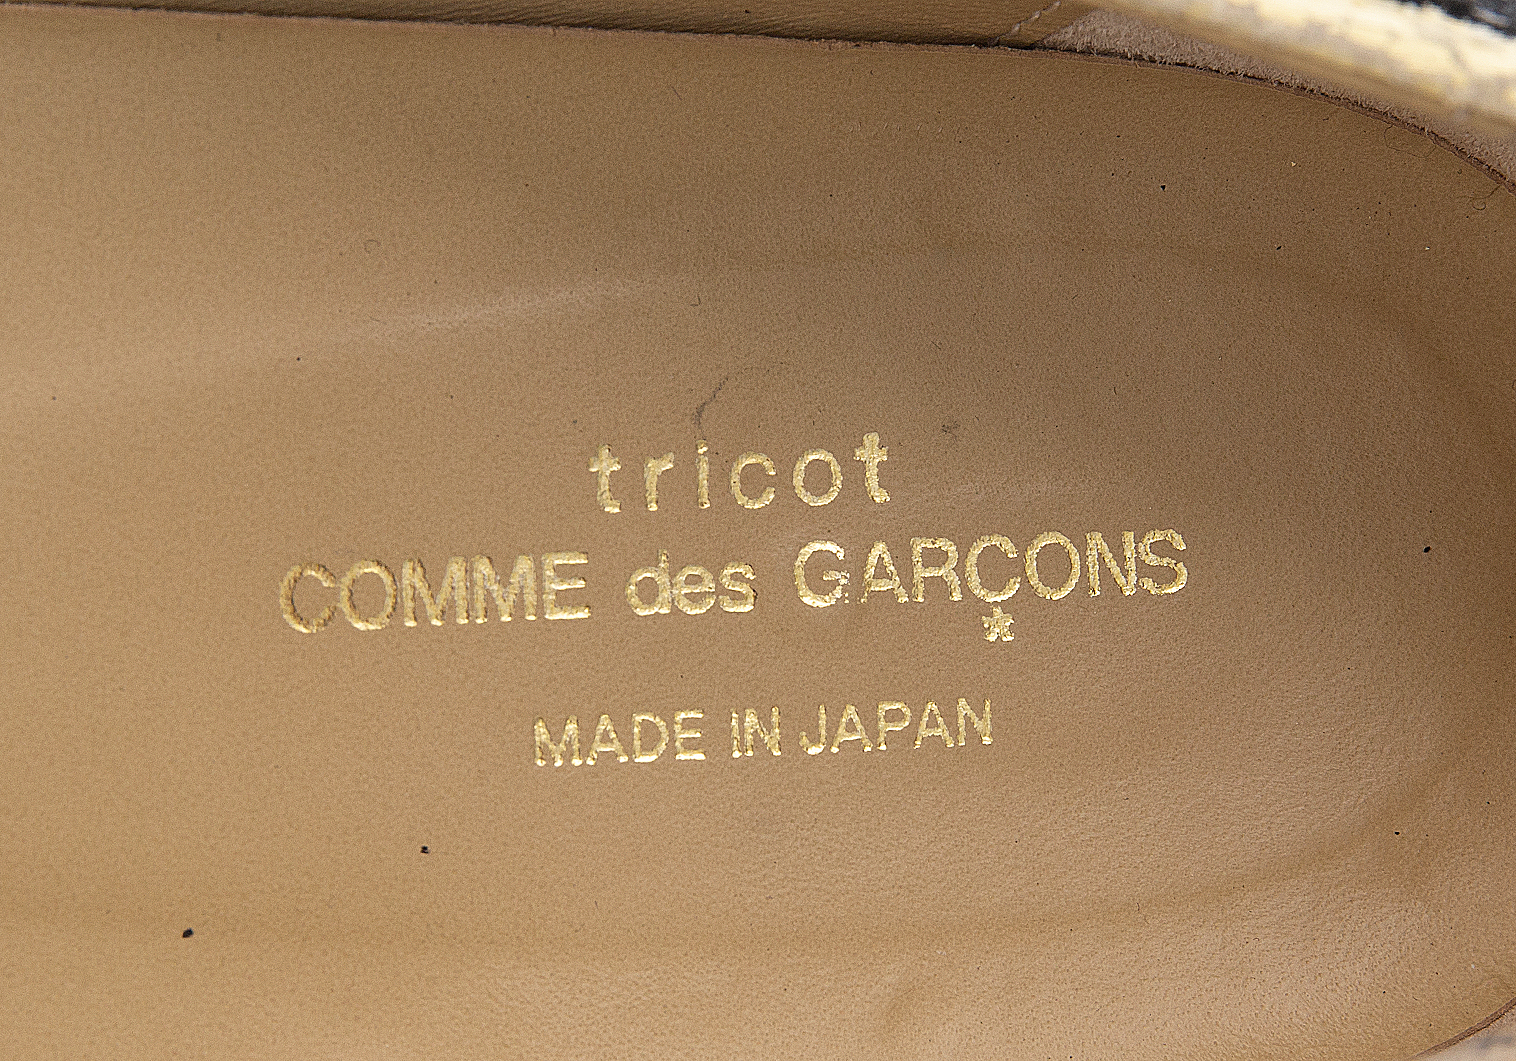 tricot
COMME des GARÇONS
MADE IN JAPAN